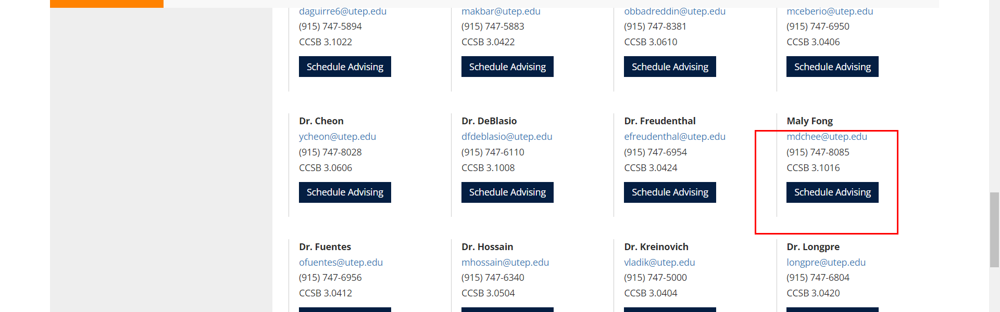 daguirre6@utep.edu
(915) 747-5894
CCSB 3.1022
Schedule Advising
makbar@utep.edu
(915) 747-5883
CCSB 3.0422
Schedule Advising
obbadreddin@utep.edu
(915) 747-8381
CCSB 3.0610
Schedule Advising
mceberio@utep.edu
(915) 747-6950
CCSB 3.0406
Schedule Advising
Dr. Cheon
ycheon@utep.edu
(915) 747-8028
CCSB 3.0606
Schedule Advising
Dr. DeBlasio
dfdeblasio@utep.edu
(915) 747-6110
CCSB 3.1008
Schedule Advising
Dr. Freudenthal
efreudenthal@utep.edu
(915) 747-6954
CCSB 3.0424
Schedule Advising
Maly Fong
mdchee@utep.edu
(915) 747-8085
CCSB 3.1016
Schedule Advising
Dr. Fuentes
ofuentes@utep.edu
(915) 747-6956
CCSB 3.0412
Dr. Hossain
mhossain@utep.edu
(915) 747-6340
CCSB 3.0504
Dr. Kreinovich
vladik@utep.edu
(915) 747-5000
CCSB 3.0404
Dr. Longpre
longpre@utep.edu
(915) 747-6804
CCSB 3.0420